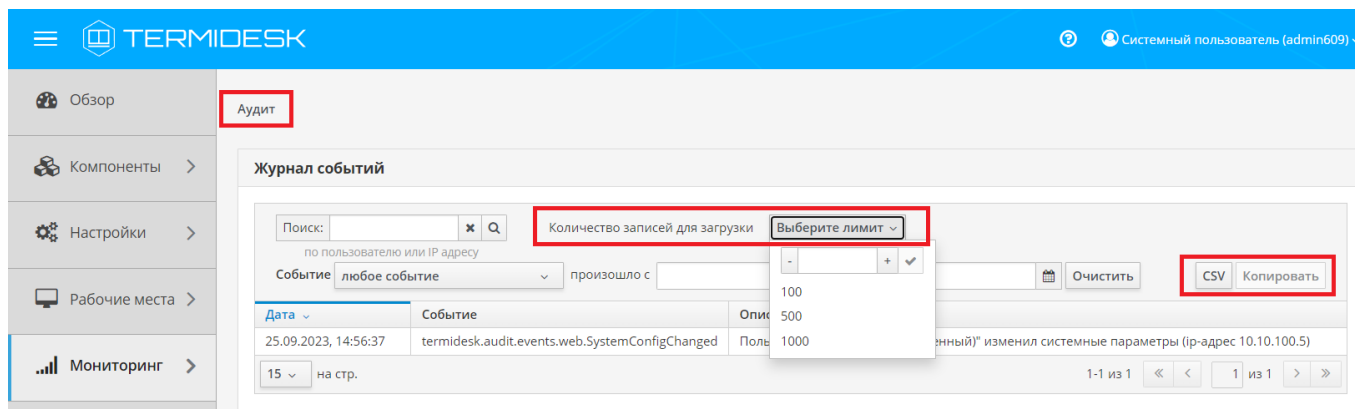 TERMIDESK
Системный пользователь (admin609)
Обзор
Компоненты
Настройки
Рабочие места
Мониторинг
Аудит
Журнал событий
Поиск:
по пользователю или IP адресу
Количество записей для загрузки Выберите лимит
- +
100
500
1000
Событие любое событие произошло с Очистить CSV Копировать
Дата Событие
25.09.2023, 14:56:37 termidesk.audit.events.web.SystemConfigChanged изменил системные параметры (ip-адрес 10.10.100.5)
15 на стр. 1-1 из 1 « < 1 из 1 > »